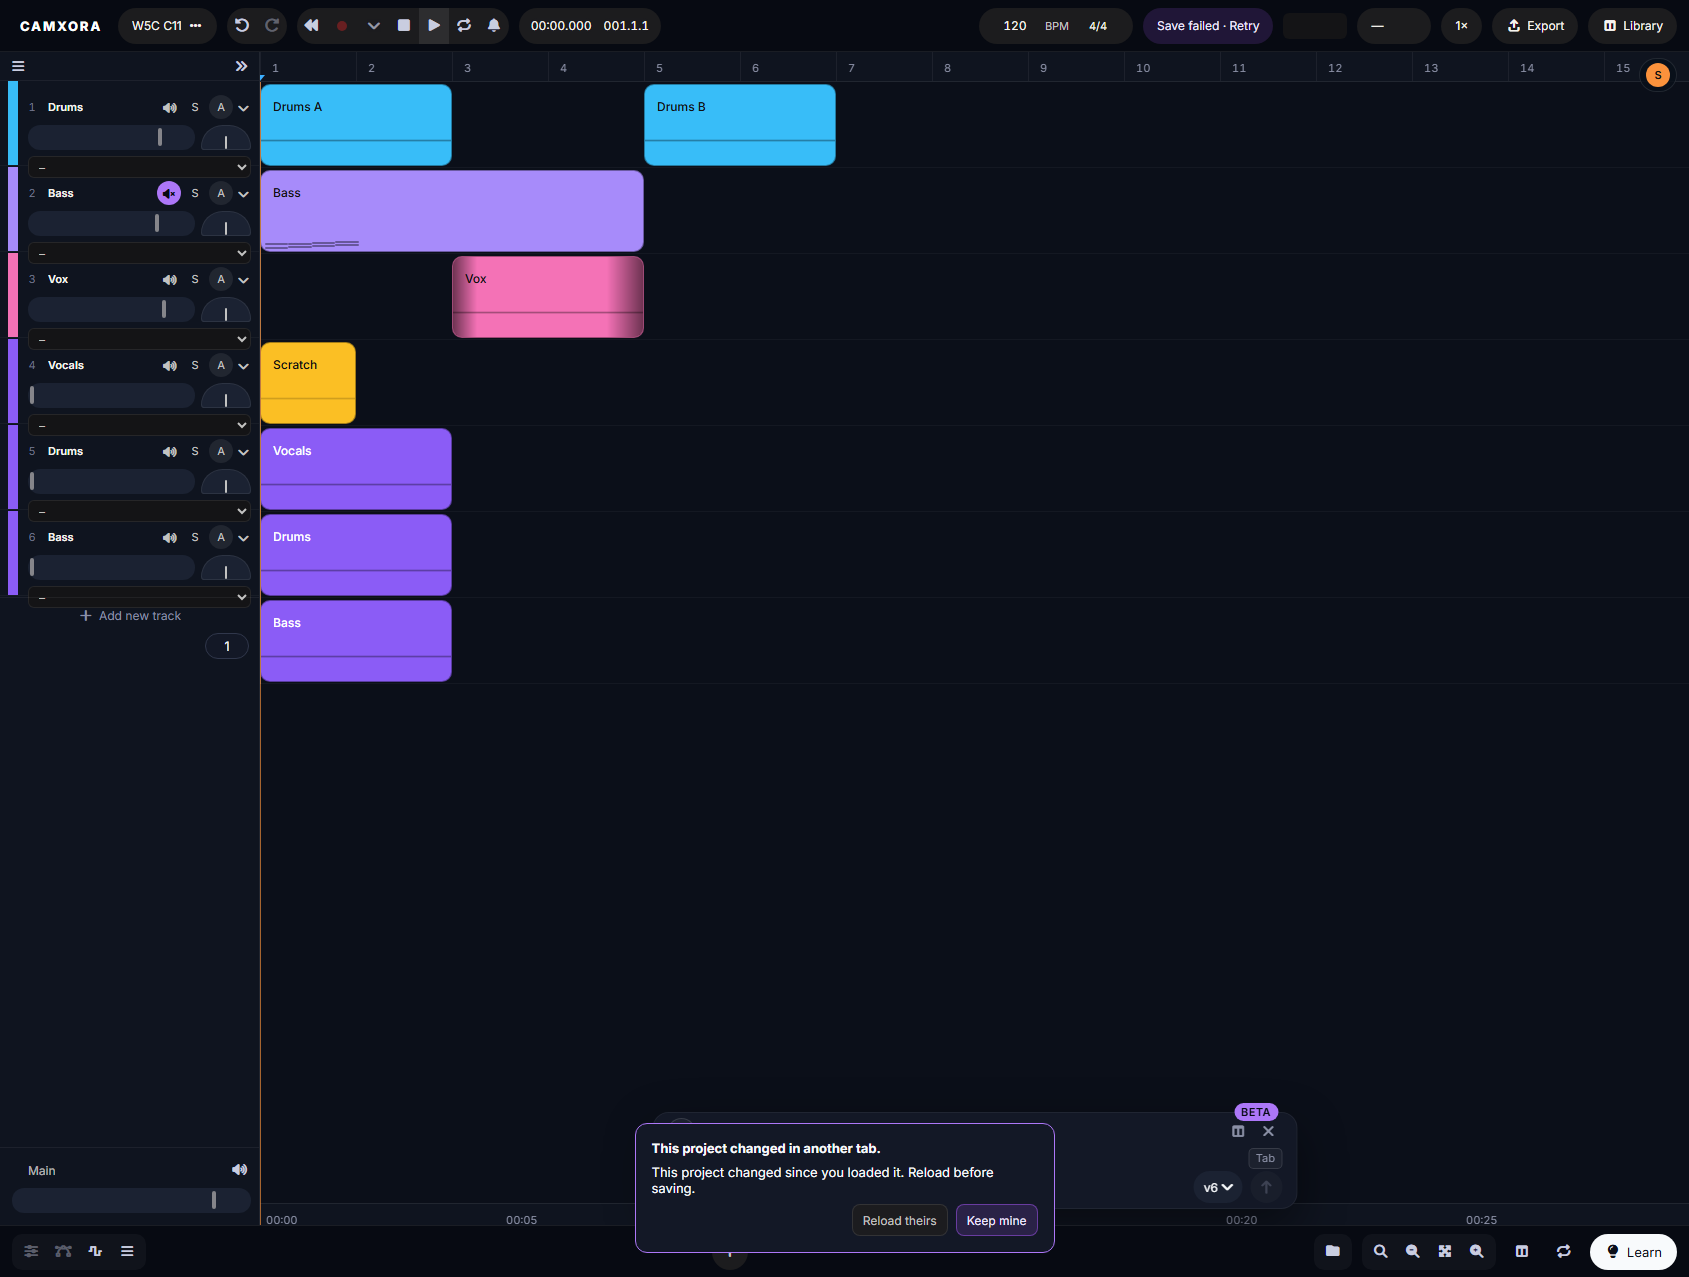 CAMXORA
W5C C11 •••
00:00.000 001.1.1
120 BPM 4/4
Save failed · Retry
—
1×
Export
Library
1 2 3 4 5 6 7 8 9 10 11 12 13 14 15
S
1 Drums S A
–
2 Bass S A
–
3 Vox S A
–
4 Vocals S A
–
5 Drums S A
–
6 Bass S A
–
Add new track
1
Drums A
Drums B
Bass
Vox
Scratch
Vocals
Drums
Bass
BETA
Tab
v6
This project changed in another tab.
This project changed since you loaded it. Reload before
saving.
Reload theirs
Keep mine
Main
00:00 00:05 00:20 00:25
Learn